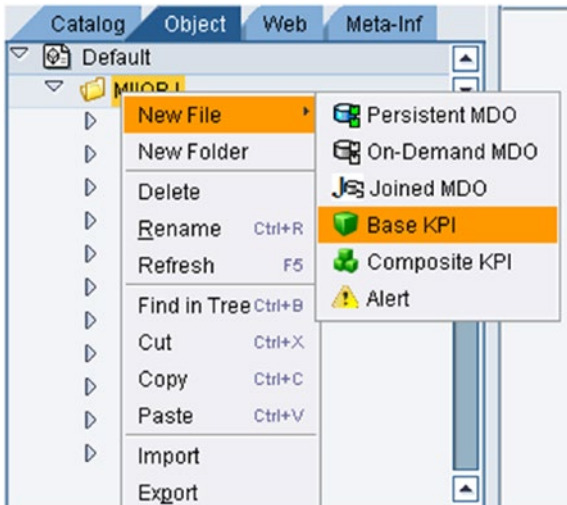 Catalog Object Web Meta-Inf
Default
New File
New Folder
Delete
Rename Ctrl+R
Refresh F5
Find in Tree Ctrl+B
Cut Ctrl+X
Copy Ctrl+C
Paste Ctrl+V
Import
Export
Persistent MDO
On-Demand MDO
Joined MDO
Base KPI
Composite KPI
Alert